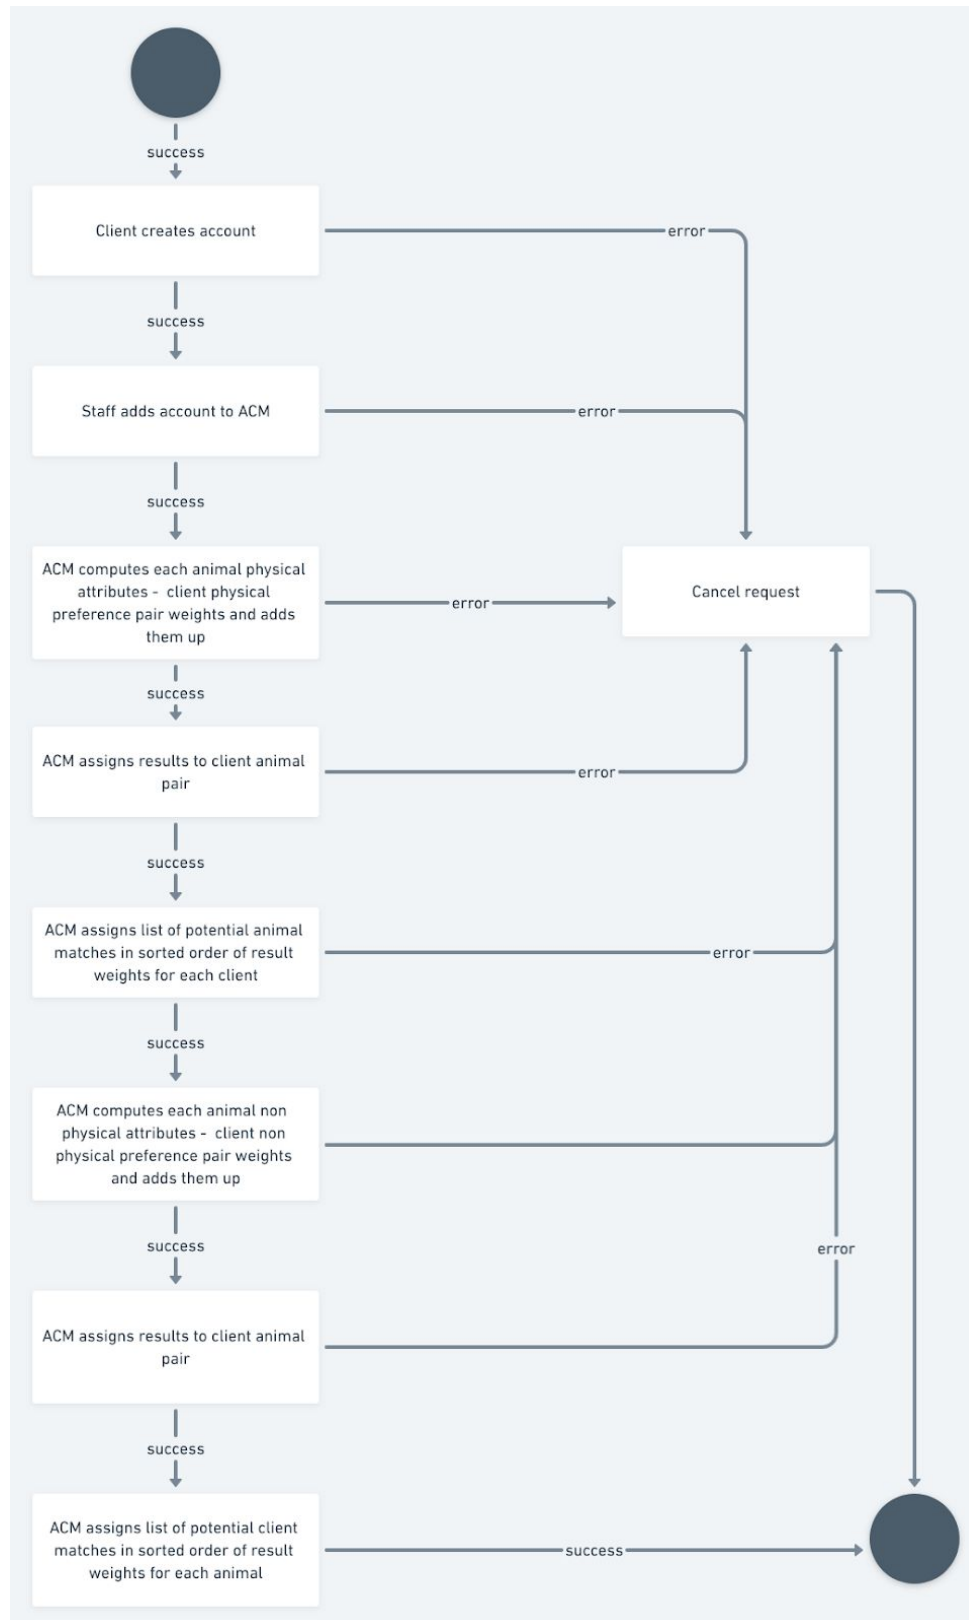 success
Client creates account
error
success
Staff adds account to ACM
error
success
ACM computes each animal physical
attributes -  client physical
preference pair weights and adds
them up
error
Cancel request
success
ACM assigns results to client animal
pair
error
success
ACM assigns list of potential animal
matches in sorted order of result
weights for each client
error
success
ACM computes each animal non
physical attributes -  client non
physical preference pair weights
and adds them up
success
error
ACM assigns results to client animal
pair
success
ACM assigns list of potential client
matches in sorted order of result
weights for each animal
success